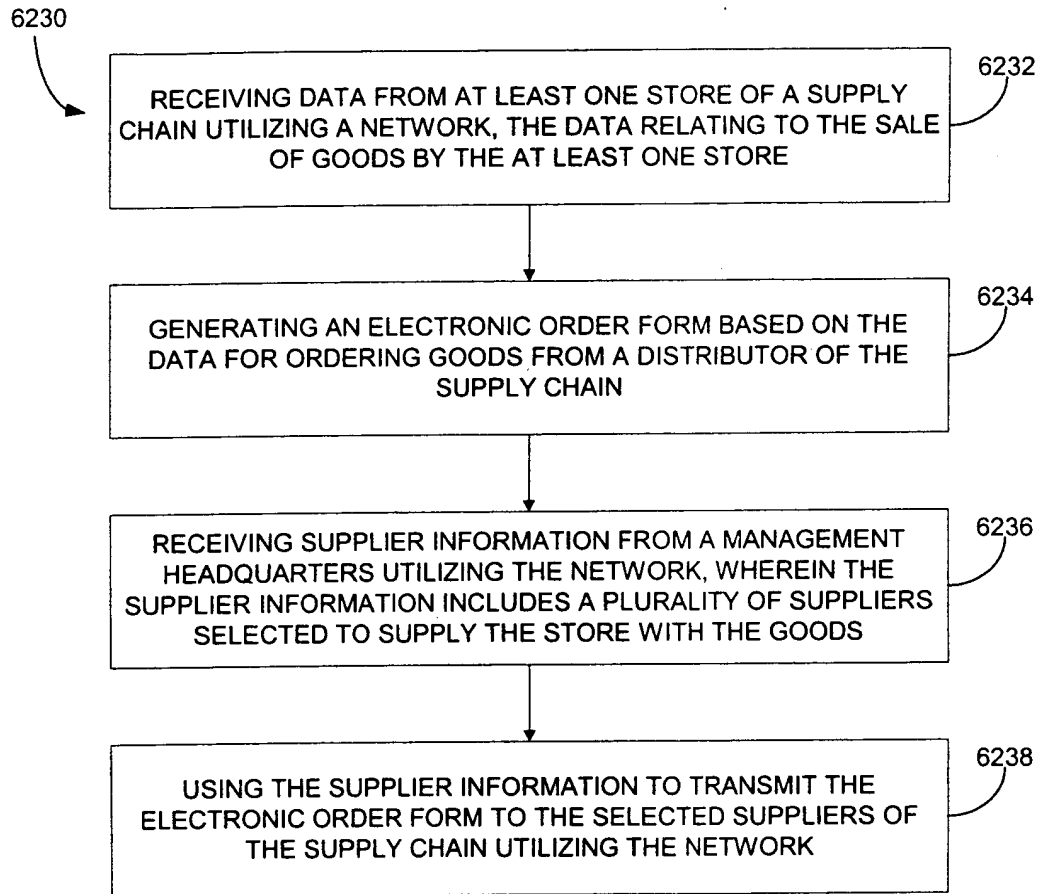 6230
6232
RECEIVING DATA FROM AT LEAST ONE STORE OF A SUPPLY
CHAIN UTILIZING A NETWORK, THE DATA RELATING TO THE SALE
OF GOODS BY THE AT LEAST ONE STORE
6234
GENERATING AN ELECTRONIC ORDER FORM BASED ON THE
DATA FOR ORDERING GOODS FROM A DISTRIBUTOR OF THE
SUPPLY CHAIN
6236
RECEIVING SUPPLIER INFORMATION FROM A MANAGEMENT
HEADQUARTERS UTILIZING THE NETWORK, WHEREIN THE
SUPPLIER INFORMATION INCLUDES A PLURALITY OF SUPPLIERS
SELECTED TO SUPPLY THE STORE WITH THE GOODS
6238
USING THE SUPPLIER INFORMATION TO TRANSMIT THE
ELECTRONIC ORDER FORM TO THE SELECTED SUPPLIERS OF
THE SUPPLY CHAIN UTILIZING THE NETWORK